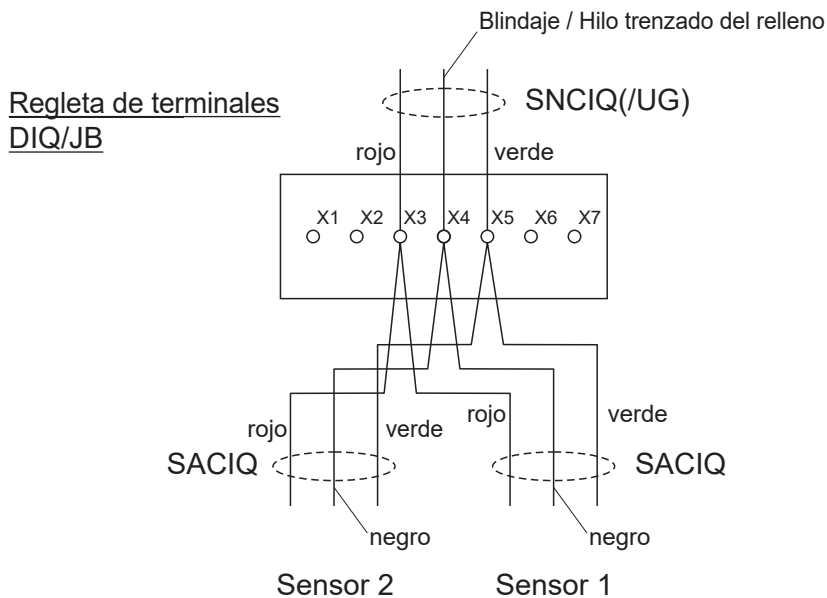 Blindaje / Hilo trenzado del relleno
Regleta de terminales
DIQ/JB
SNCIQ(/UG)
rojo
verde
X1 X2 X3 X4 X5 X6 X7
rojo
verde
rojo
verde
SACIQ
SACIQ
negro
negro
Sensor 2
Sensor 1